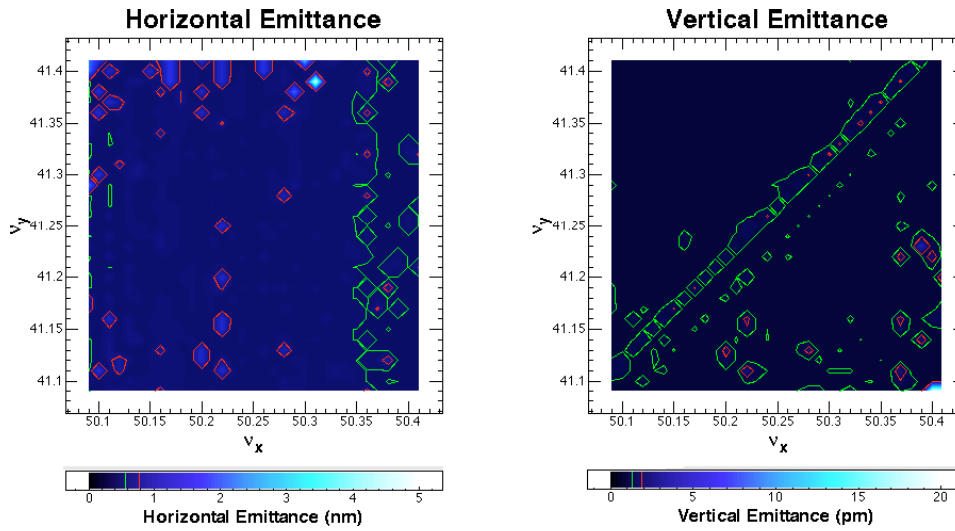 Horizontal Emittance
41.4
41.35
41.3
41.25
41.2
41.15
41.1
νy
50.1 50.15 50.2 50.25 50.3 50.35 50.4
νx
0 1 2 3 4 5
Horizontal Emittance (nm)
Vertical Emittance
41.4
41.35
41.3
41.25
41.2
41.15
41.1
νy
50.1 50.15 50.2 50.25 50.3 50.35 50.4
νx
0 10 20
Vertical Emittance (pm)